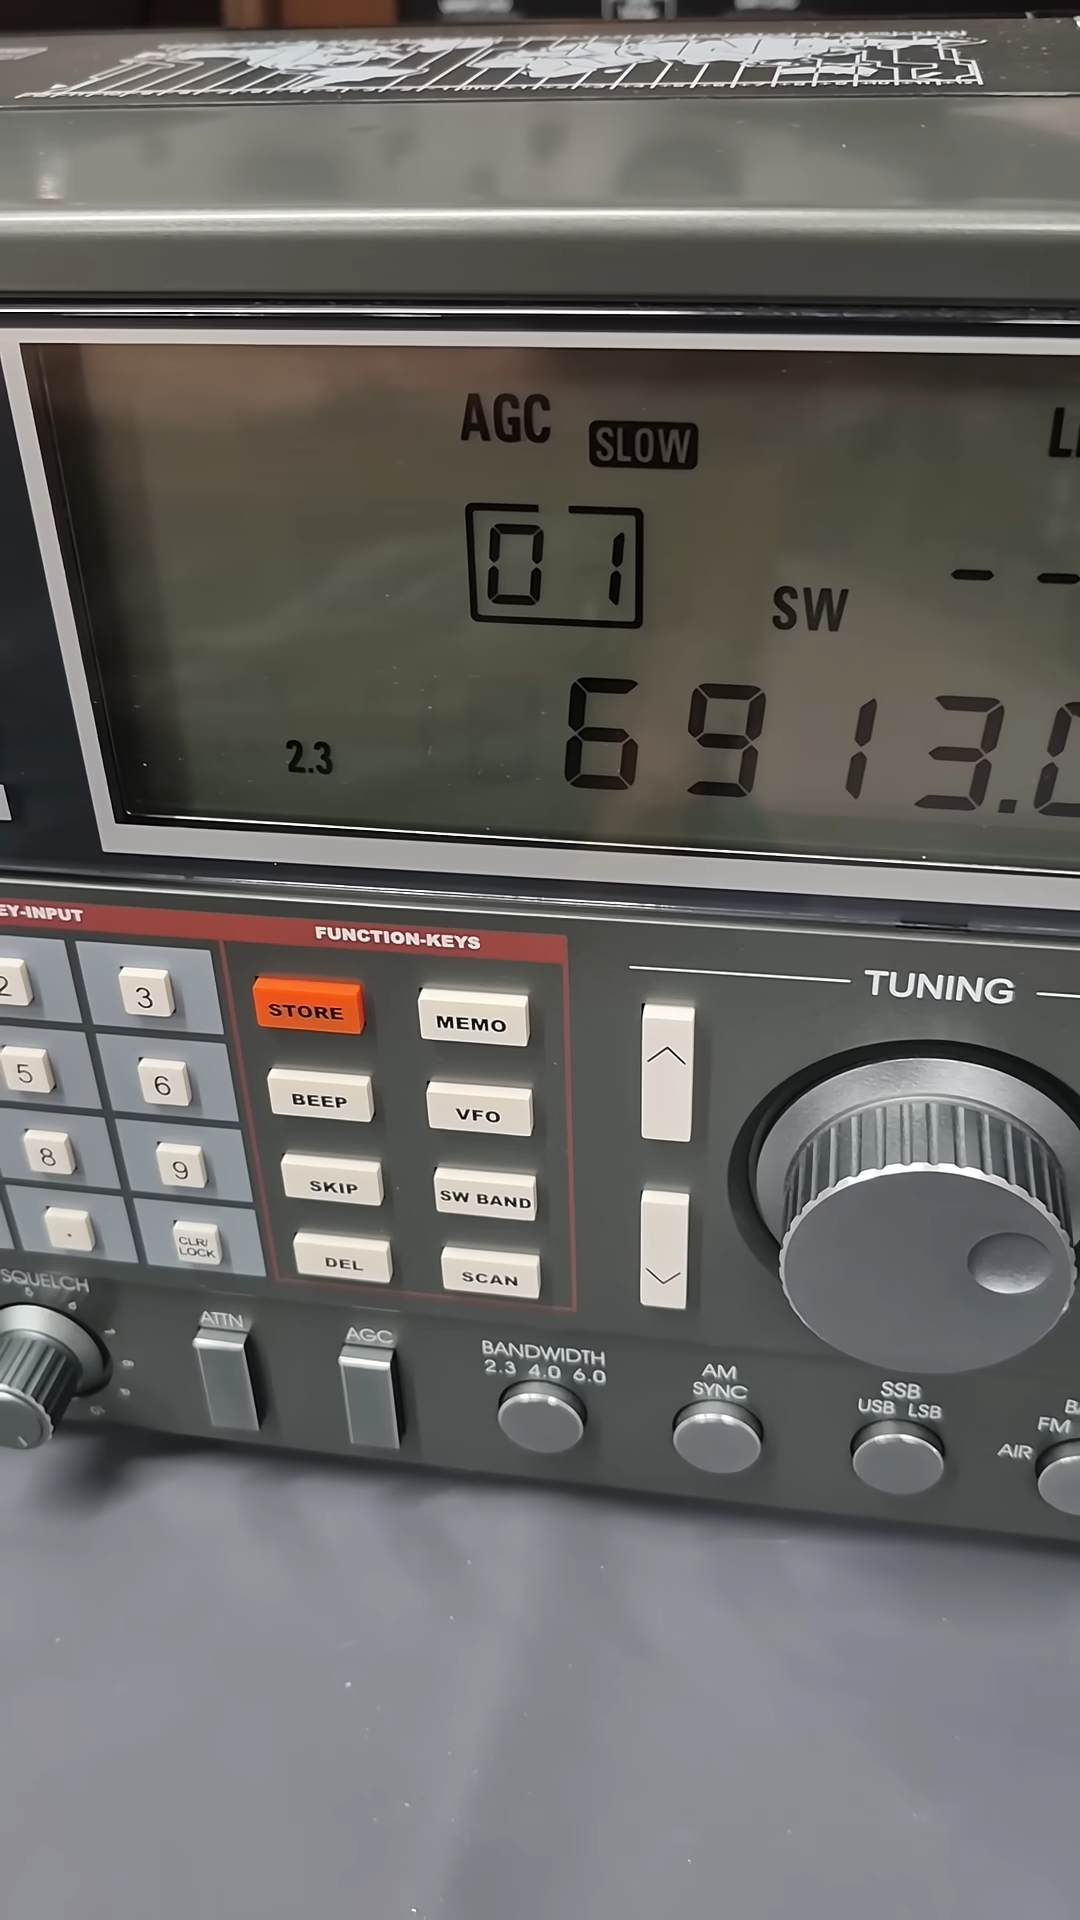 AGC SLOW
01
SW
--
2.3
6913.0
EY-INPUT
FUNCTION-KEYS
TUNING
2 3
STORE MEMO
5 6
BEEP VFO
8 9
SKIP SW BAND
. CLR/
LOCK
DEL SCAN
SQUELCH
ATTN
AGC
BANDWIDTH
2.3 4.0 6.0
AM
SYNC
SSB
USB LSB
FM
AIR